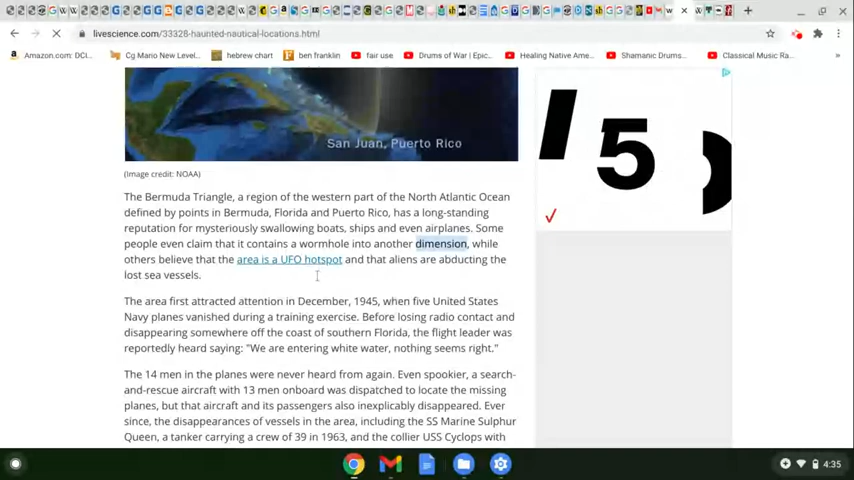 livescience.com/33328-haunted-nautical-locations.html
Amazon.com: DCI...
Cg Mario New Level...
hebrew chart
ben franklin
fair use
Drums of War | Epic...
Healing Native Ame...
Shamanic Drums...
Classical Music Ra...
San Juan, Puerto Rico
(Image credit: NOAA)
The Bermuda Triangle, a region of the western part of the North Atlantic Ocean
defined by points in Bermuda, Florida and Puerto Rico, has a long-standing
reputation for mysteriously swallowing boats, ships and even airplanes. Some
people even claim that it contains a wormhole into another dimension, while
others believe that the area is a UFO hotspot and that aliens are abducting the
lost sea vessels.
The area first attracted attention in December, 1945, when five United States
Navy planes vanished during a training exercise. Before losing radio contact and
disappearing somewhere off the coast of southern Florida, the flight leader was
reportedly heard saying: "We are entering white water, nothing seems right."
The 14 men in the planes were never heard from again. Even spookier, a search-
and-rescue aircraft with 13 men onboard was dispatched to locate the missing
planes, but that aircraft and its passengers also inexplicably disappeared. Ever
since, the disappearances of vessels in the area, including the SS Marine Sulphur
Queen, a tanker carrying a crew of 39 in 1963, and the collier USS Cyclops with
5
4:35